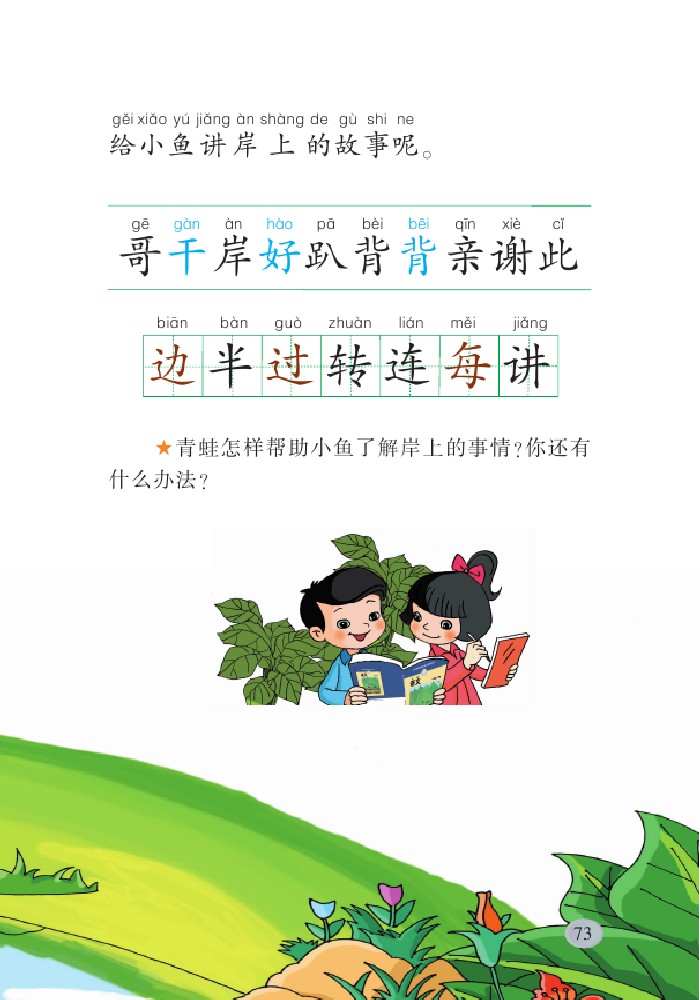 gěi xiǎo yú jiǎng àn shàng de gù shi ne
给小鱼讲岸上的故事呢。
gē gàn àn hào pā bèi bēi qīn xiè cǐ
哥干岸好趴背背亲谢此
biān bàn guò zhuàn lián měi jiǎng
边半过转连每讲
★青蛙怎样帮助小鱼了解岸上的事情?你还有
什么办法?
73